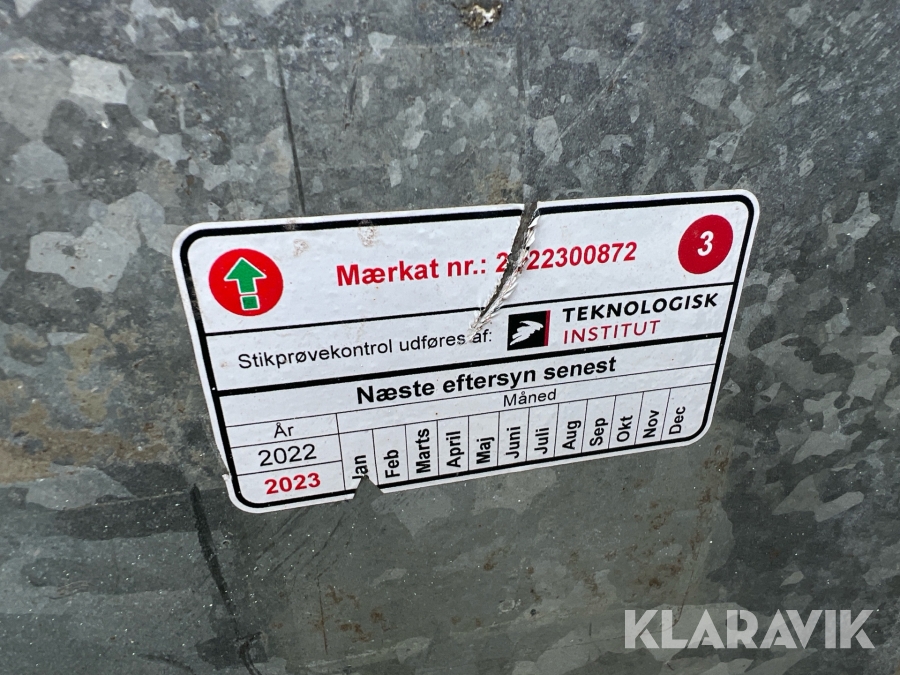 Mærkat nr.: 2022300872
3
Stikprøvekontrol udføres af:
TEKNOLOGISK
INSTITUT
Næste eftersyn senest
År
Måned
2022
2023
Jan Feb Marts April Maj Juni Juli Aug Sep Okt Nov Dec
KLARAVIK